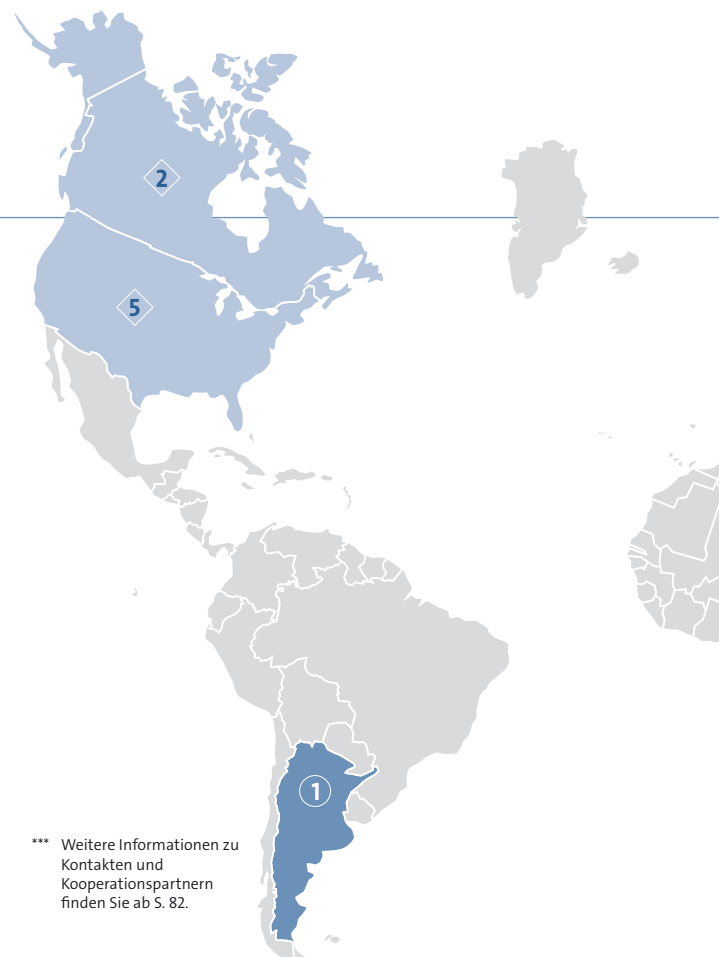 2
5
1
*** Weitere Informationen zu
Kontakten und
Kooperationspartnern
finden Sie ab S. 82.